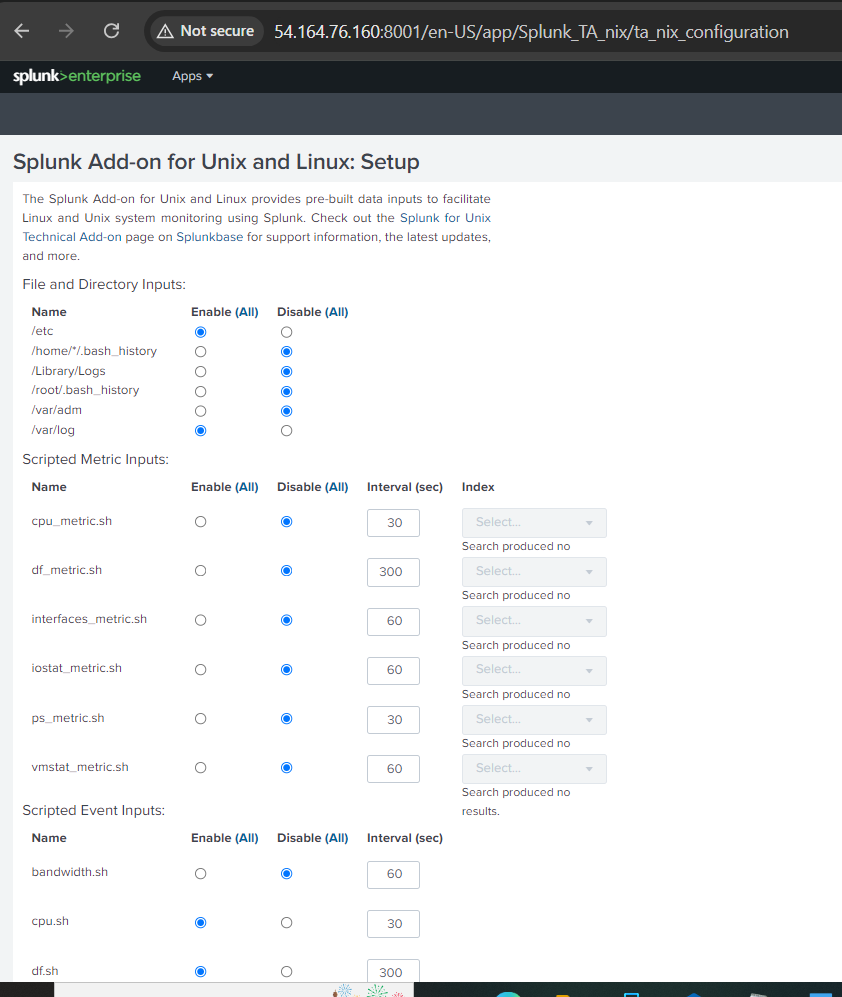 Not secure 54.164.76.160:8001/en-US/app/Splunk_TA_nix/ta_nix_configuration
splunk>enterprise Apps
Splunk Add-on for Unix and Linux: Setup
The Splunk Add-on for Unix and Linux provides pre-built data inputs to facilitate
Linux and Unix system monitoring using Splunk. Check out the Splunk for Unix
Technical Add-on page on Splunkbase for support information, the latest updates,
and more.
File and Directory Inputs:
Name Enable (All) Disable (All)
/etc
/home/*/.bash_history
/Library/Logs
/root/.bash_history
/var/adm
/var/log
Scripted Metric Inputs:
Name Enable (All) Disable (All) Interval (sec) Index
cpu_metric.sh 30 Select...
Search produced no
df_metric.sh 300 Select...
Search produced no
interfaces_metric.sh 60 Select...
Search produced no
iostat_metric.sh 60 Select...
Search produced no
ps_metric.sh 30 Select...
Search produced no
vmstat_metric.sh 60 Select...
Search produced no
results.
Scripted Event Inputs:
Name Enable (All) Disable (All) Interval (sec)
bandwidth.sh 60
cpu.sh 30
df.sh 300